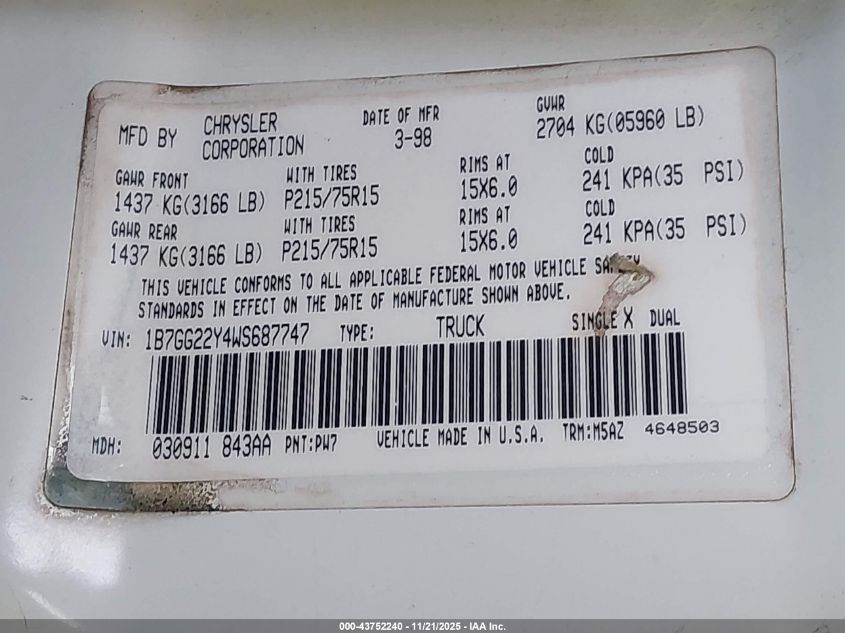 MFD BY CHRYSLER CORPORATION DATE OF MFR 3-98 GVWR 2704 KG(05960 LB)
GAWR FRONT WITH TIRES RIMS AT COLD
1437 KG(3166 LB) P215/75R15 15X6.0 241 KPA(35 PSI)
GAWR REAR WITH TIRES RIMS AT COLD
1437 KG(3166 LB) P215/75R15 15X6.0 241 KPA(35 PSI)
THIS VEHICLE CONFORMS TO ALL APPLICABLE FEDERAL MOTOR VEHICLE SAFETY
STANDARDS IN EFFECT ON THE DATE OF MANUFACTURE SHOWN ABOVE.
VIN: 1B7GG22Y4WS687747 TYPE: TRUCK SINGLE X DUAL
MDH: 030911 843AA PNT:PW7 VEHICLE MADE IN U.S.A. TRM:M5AZ 4648503
000-43752240 - 11/21/2025 - IAA Inc.